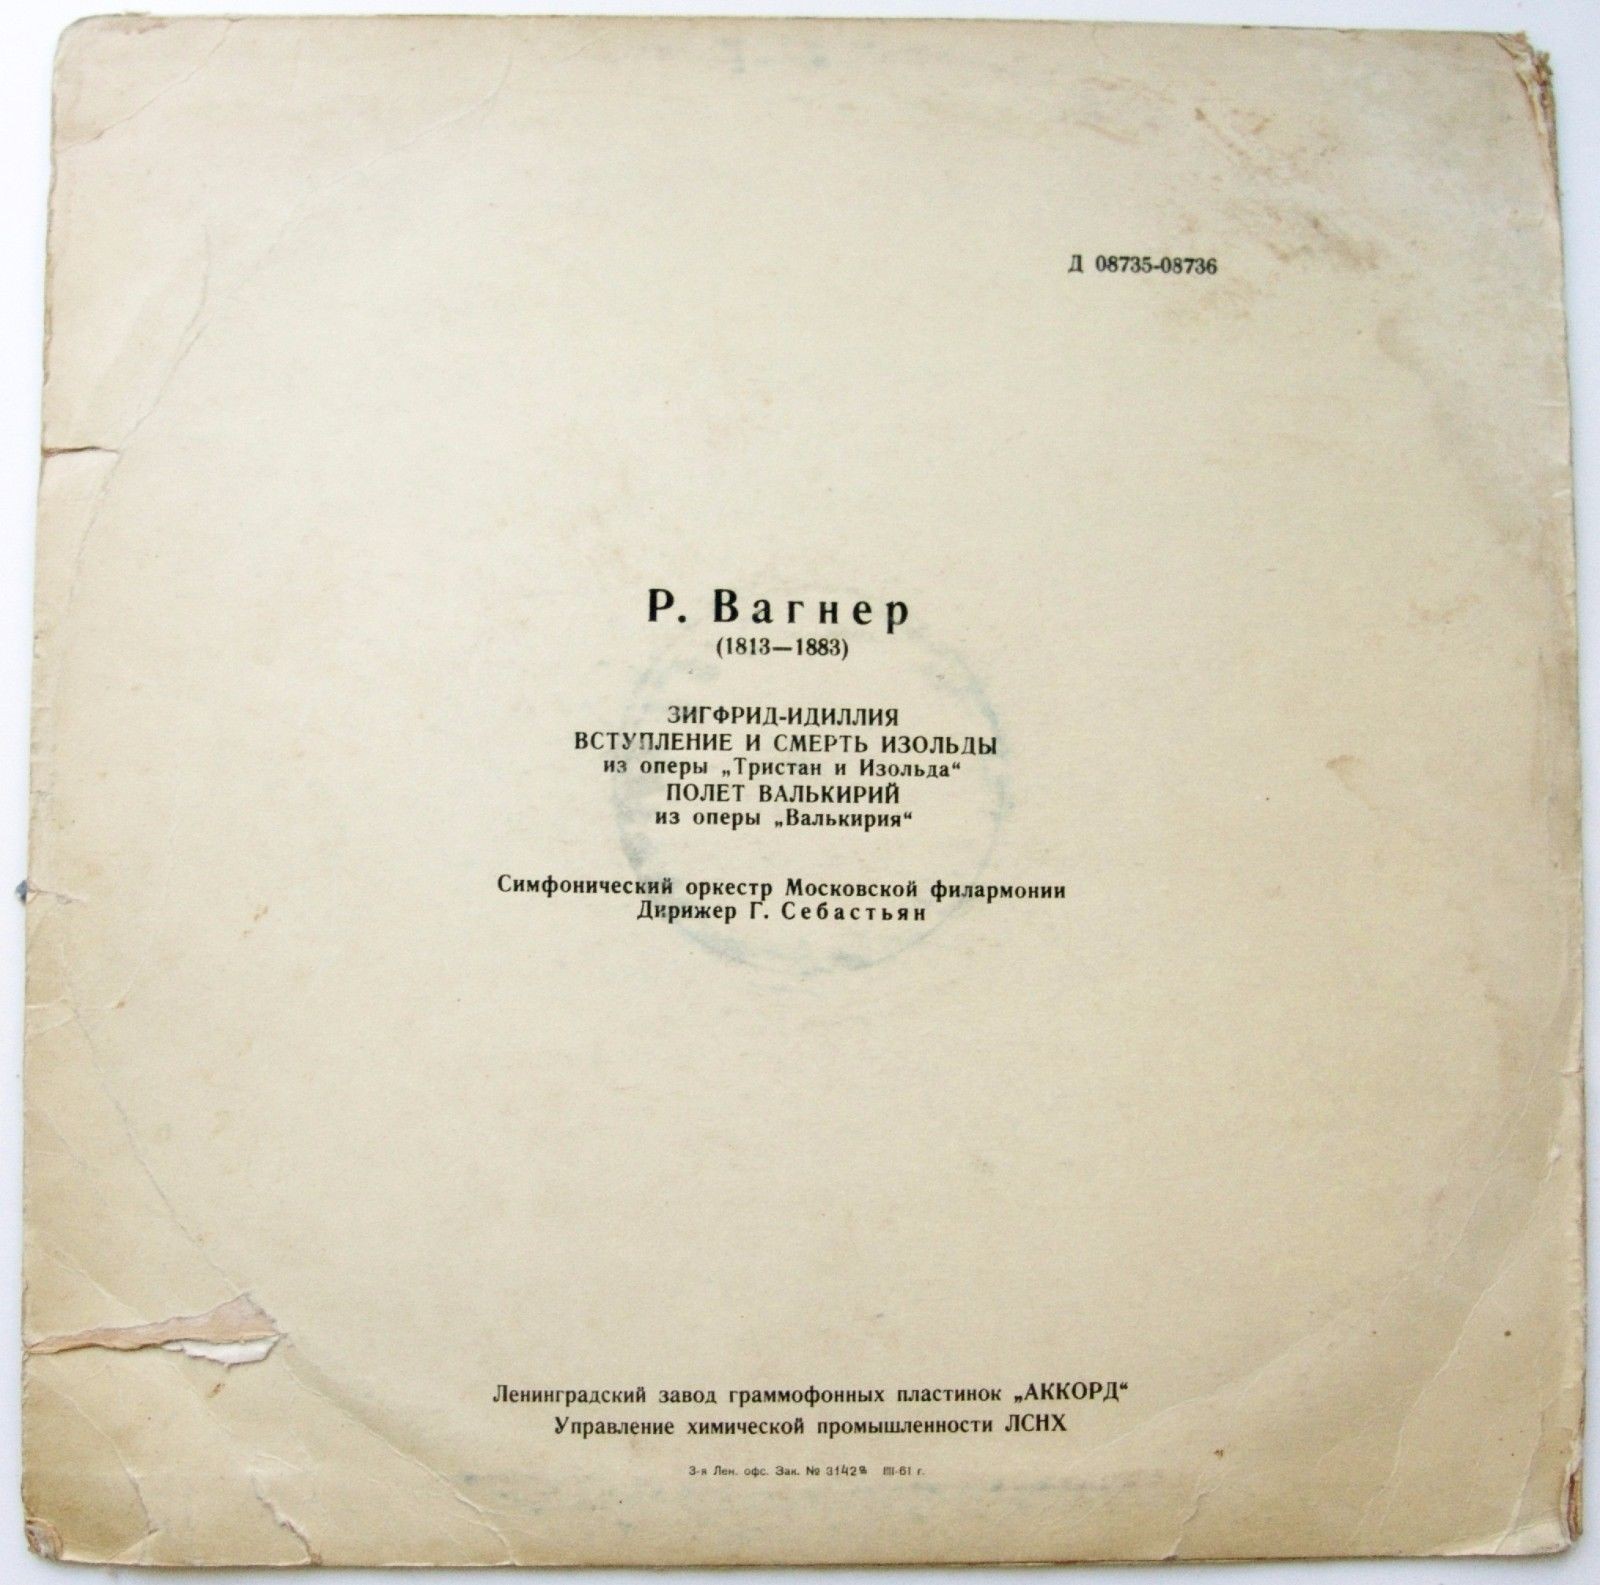 Д 08735-08736
Р. Вагнер
(1813—1883)
ЗИГФРИД-ИДИЛЛИЯ
ВСТУПЛЕНИЕ И СМЕРТЬ ИЗОЛЬДЫ
из оперы „Тристан и Изольда“
ПОЛЕТ ВАЛЬКИРИЙ
из оперы „Валькирия“
Симфонический оркестр Московской филармонии
Дирижер Г. Себастьян
Ленинградский завод граммофонных пластинок „АККОРД“
Управление химической промышленности ЛСНХ
3-я Лен. офс. Зак. №